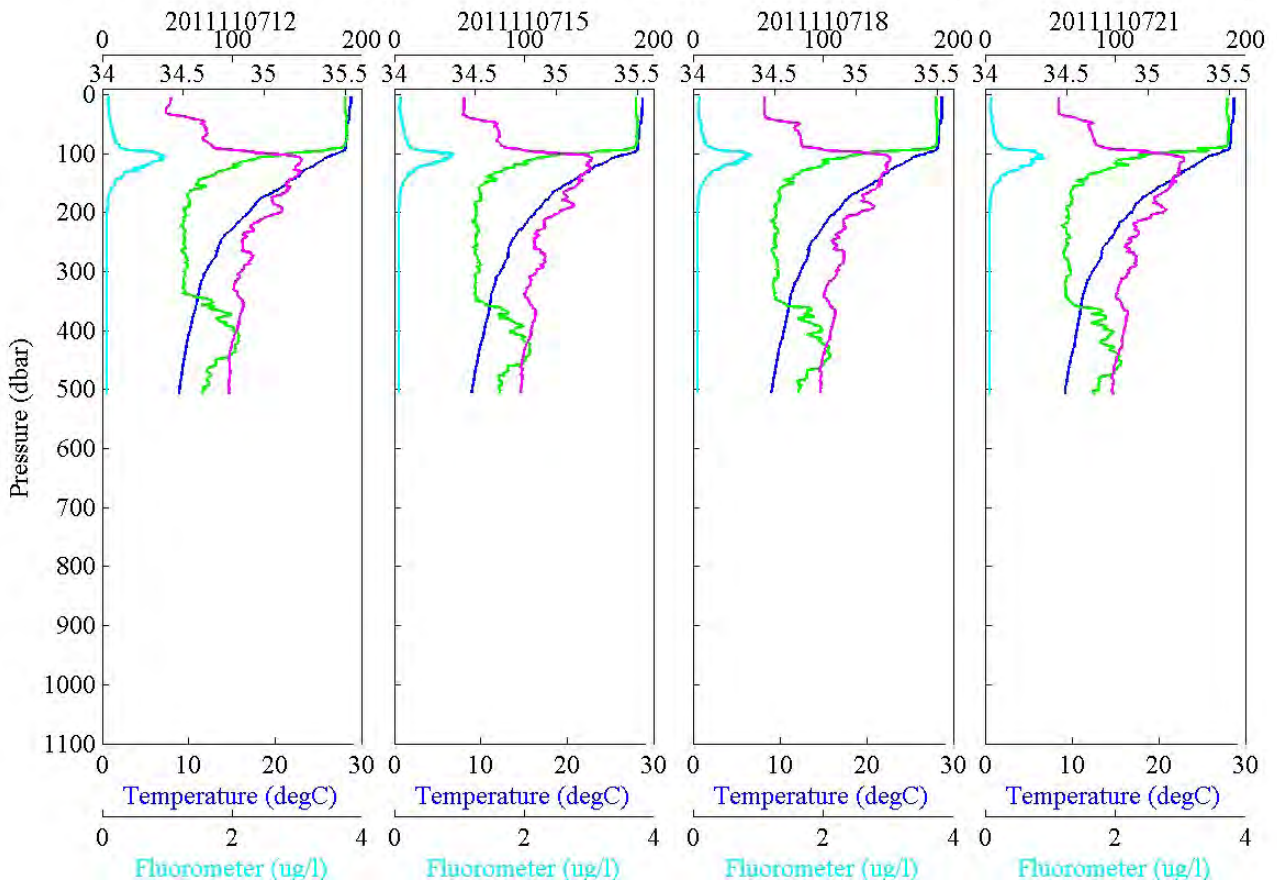 2011110712 2011110715 2011110718 2011110721
0 100 200 0 100 200 0 100 200 0 100 200
34 34.5 35 35.5 34 34.5 35 35.5 34 34.5 35 35.5 34 34.5 35 35.5
0
100
200
300
400
500
600
700
800
900
1000
1100
Pressure (dbar)
0 10 20 30 0 10 20 30 0 10 20 30 0 10 20 30
Temperature (degC) Temperature (degC) Temperature (degC) Temperature (degC)
0 2 4 0 2 4 0 2 4 0 2 4
Fluorometer (ug/l) Fluorometer (ug/l) Fluorometer (ug/l) Fluorometer (ug/l)